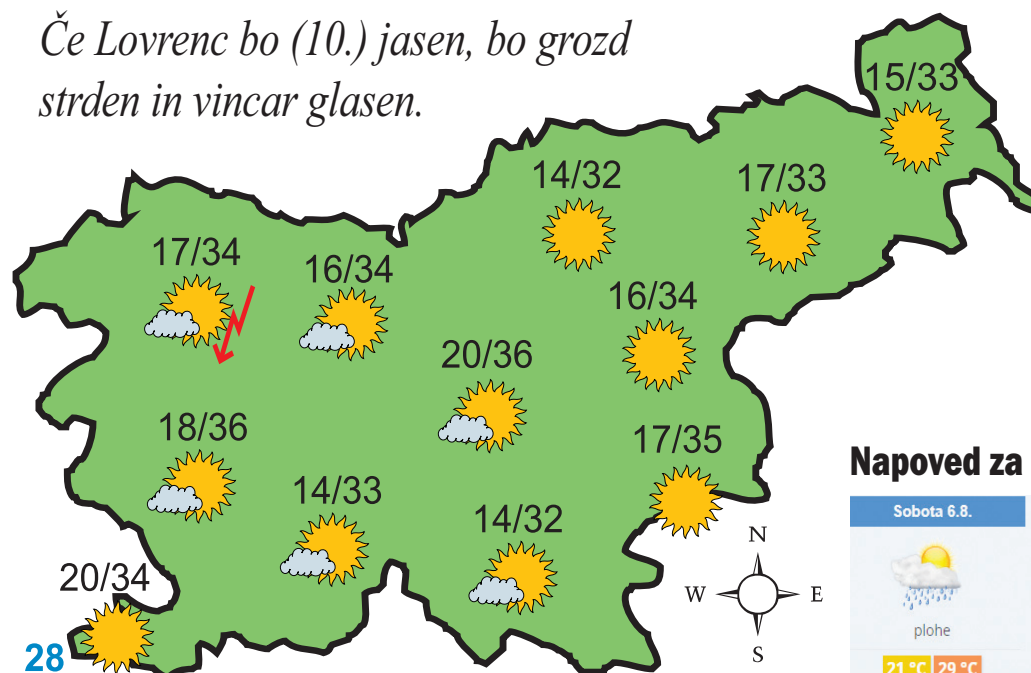 Če Lovrenc bo (10.) jasen, bo grozd
strden in vincar glasen.
15/33
14/32
17/33
17/34
16/34
16/34
20/36
18/36
17/35
14/33
14/32
20/34
28
N
W
E
S
Napoved za
Sobota 6.8.
plohe
21 °C 29 °C